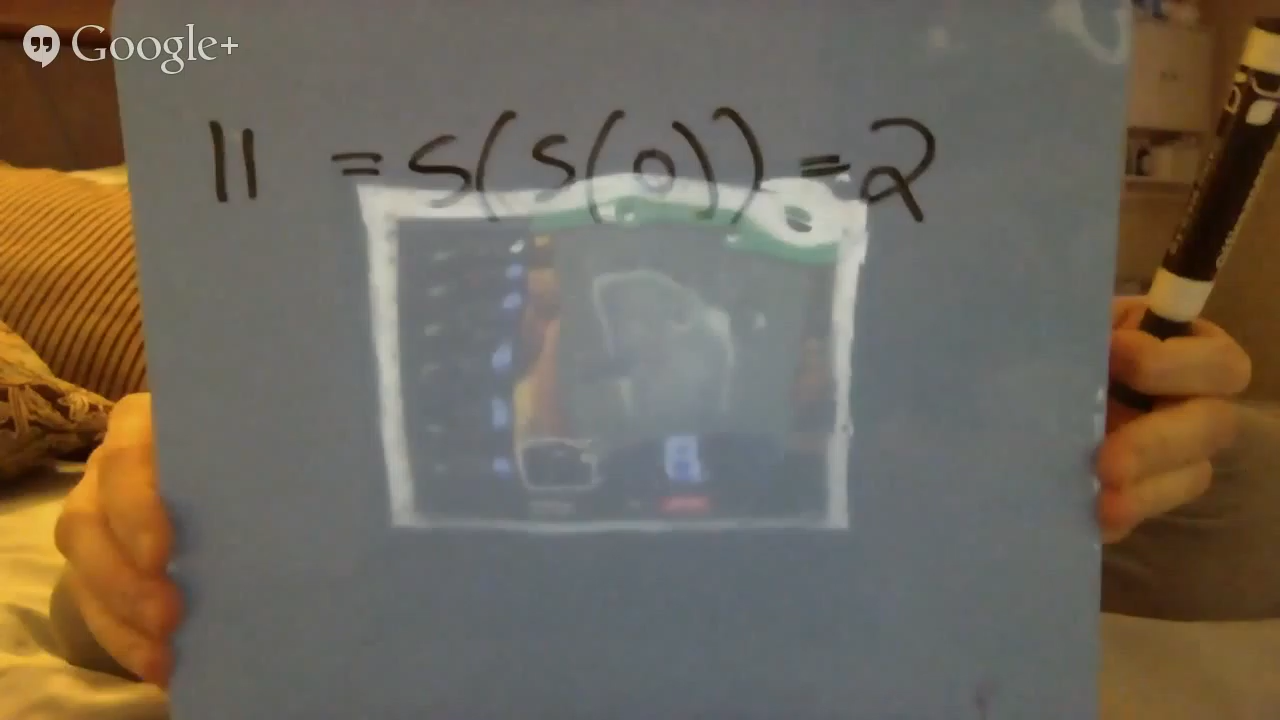 Google+
11 = S(S(0)) = 2